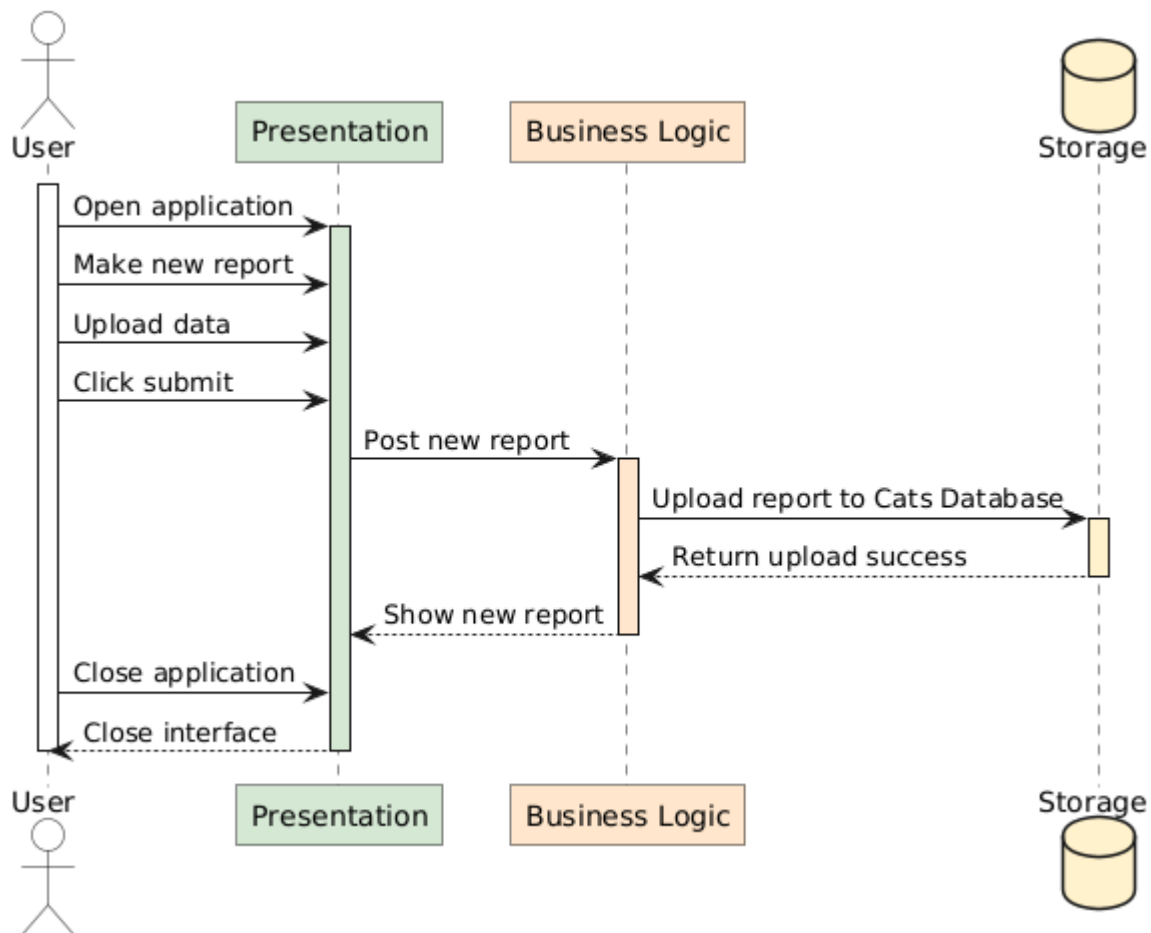 User
Presentation
Business Logic
Storage
Open application
Make new report
Upload data
Click submit
Post new report
Upload report to Cats Database
Return upload success
Show new report
Close application
Close interface
User
Presentation
Business Logic
Storage